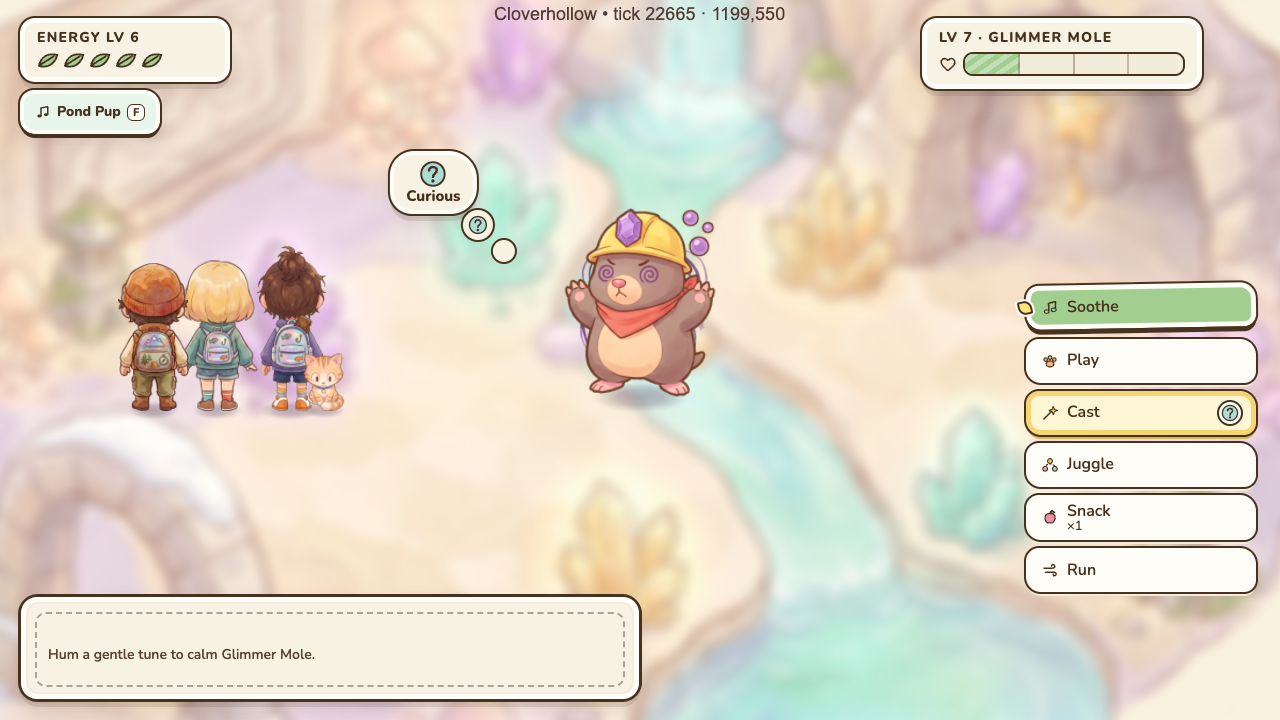 Cloverhollow • tick 22665 · 1199,550
ENERGY LV 6
Pond Pup F
LV 7 · GLIMMER MOLE
?
Curious
?
Soothe
Play
Cast ?
Juggle
Snack
×1
Run
Hum a gentle tune to calm Glimmer Mole.